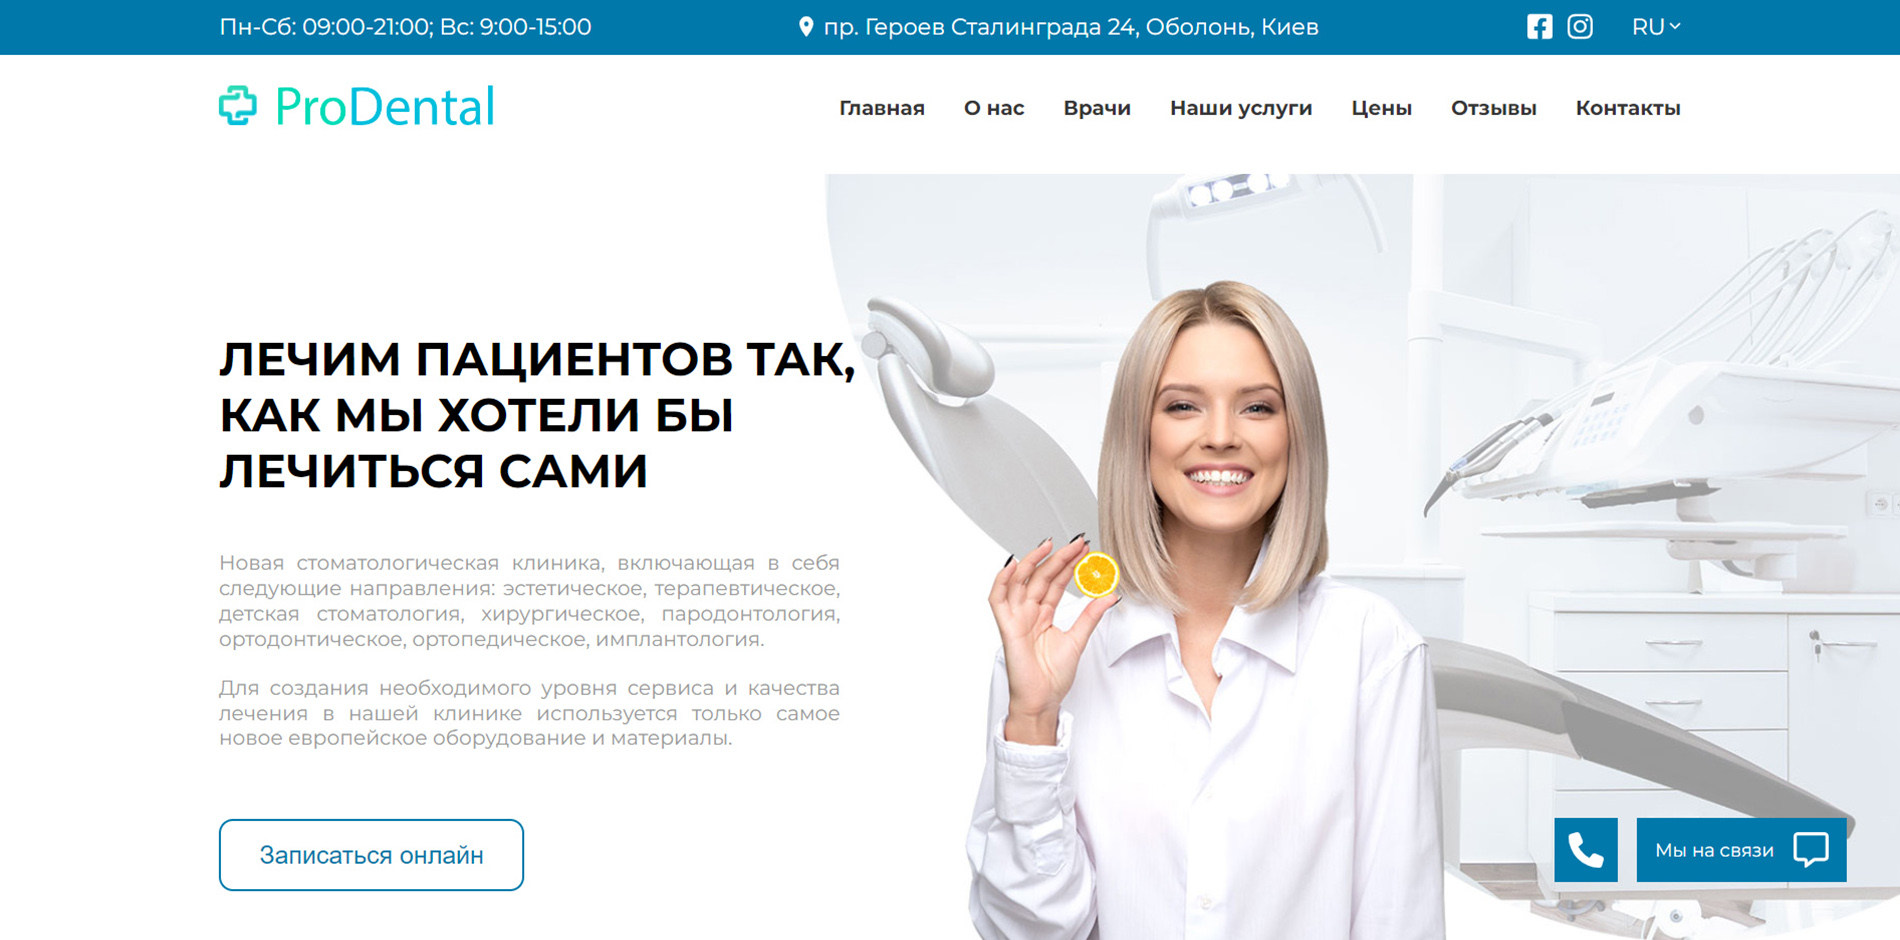 Пн-Сб: 09:00-21:00; Вс: 9:00-15:00
пр. Героев Сталинграда 24, Оболонь, Киев
RU
ProDental
Главная
О нас
Врачи
Наши услуги
Цены
Отзывы
Контакты
ЛЕЧИМ ПАЦИЕНТОВ ТАК,
КАК МЫ ХОТЕЛИ БЫ
ЛЕЧИТЬСЯ САМИ
Новая стоматологическая клиника, включающая в себя
следующие направления: эстетическое, терапевтическое,
детская стоматология, хирургическое, пародонтология,
ортодонтическое, ортопедическое, имплантология.
Для создания необходимого уровня сервиса и качества
лечения в нашей клинике используется только самое
новое европейское оборудование и материалы.
Записаться онлайн
Мы на связи